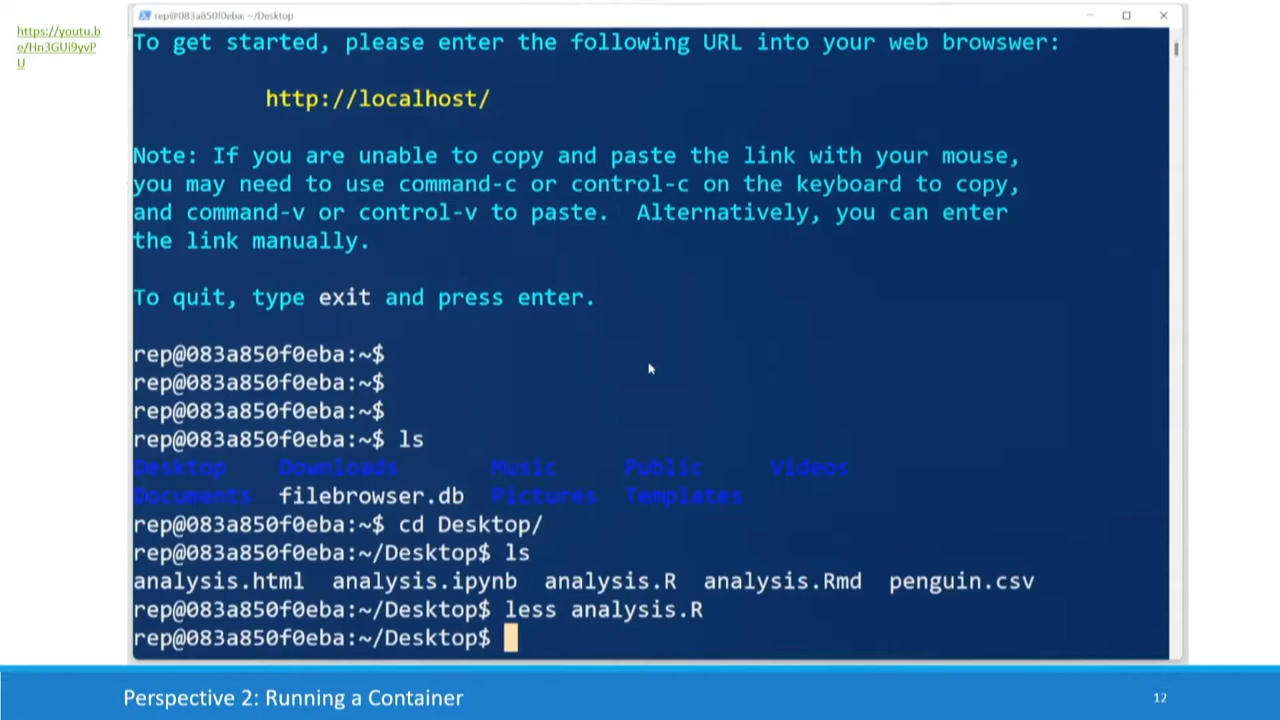 https://youtu.b
e/Hn3GUi9yvP
U
rep@083a850f0eba: ~/Desktop
To get started, please enter the following URL into your web browswer:
http://localhost/
Note: If you are unable to copy and paste the link with your mouse,
you may need to use command-c or control-c on the keyboard to copy,
and command-v or control-v to paste.  Alternatively, you can enter
the link manually.
To quit, type exit and press enter.
rep@083a850f0eba:~$
rep@083a850f0eba:~$
rep@083a850f0eba:~$
rep@083a850f0eba:~$ ls
Desktop Downloads Music Public Videos
Documents filebrowser.db Pictures Templates
rep@083a850f0eba:~$ cd Desktop/
rep@083a850f0eba:~/Desktop$ ls
analysis.html analysis.ipynb analysis.R analysis.Rmd penguin.csv
rep@083a850f0eba:~/Desktop$ less analysis.R
rep@083a850f0eba:~/Desktop$
Perspective 2: Running a Container
12